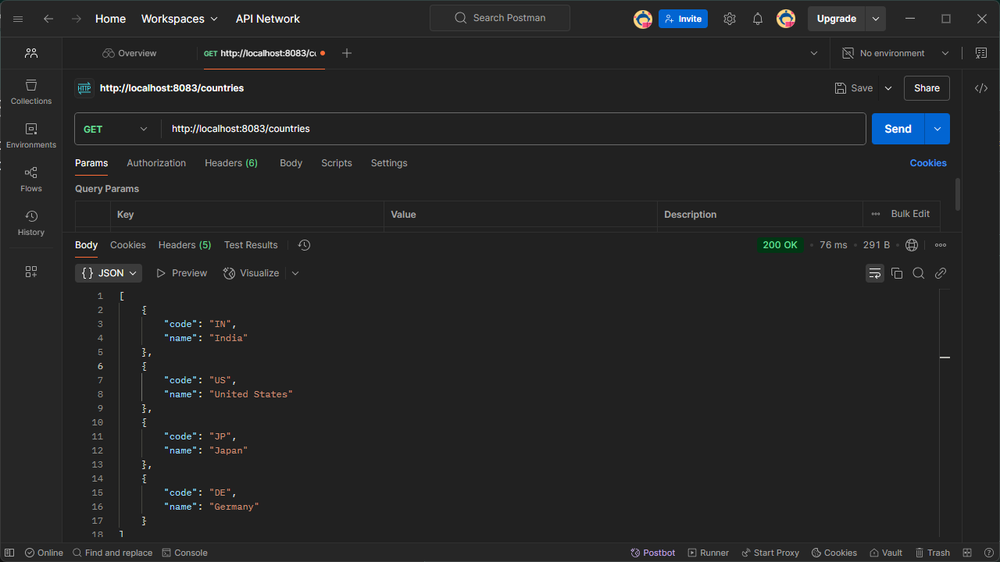 Home Workspaces API Network Search Postman Invite Upgrade
Overview GET http://localhost:8083/c No environment
HTTP http://localhost:8083/countries Save Share
Collections
GET http://localhost:8083/countries Send
Environments
Params Authorization Headers (6) Body Scripts Settings Cookies
Flows
Query Params
Key Value Description Bulk Edit
History
Body Cookies Headers (5) Test Results 200 OK • 76 ms • 291 B •
{} JSON Preview Visualize
1 [
2 {
3 "code": "IN",
4 "name": "India"
5 },
6 {
7 "code": "US",
8 "name": "United States"
9 },
10 {
11 "code": "JP",
12 "name": "Japan"
13 },
14 {
15 "code": "DE",
16 "name": "Germany"
17 }
18 ]
Online Find and replace Console Postbot Runner Start Proxy Cookies Vault Trash